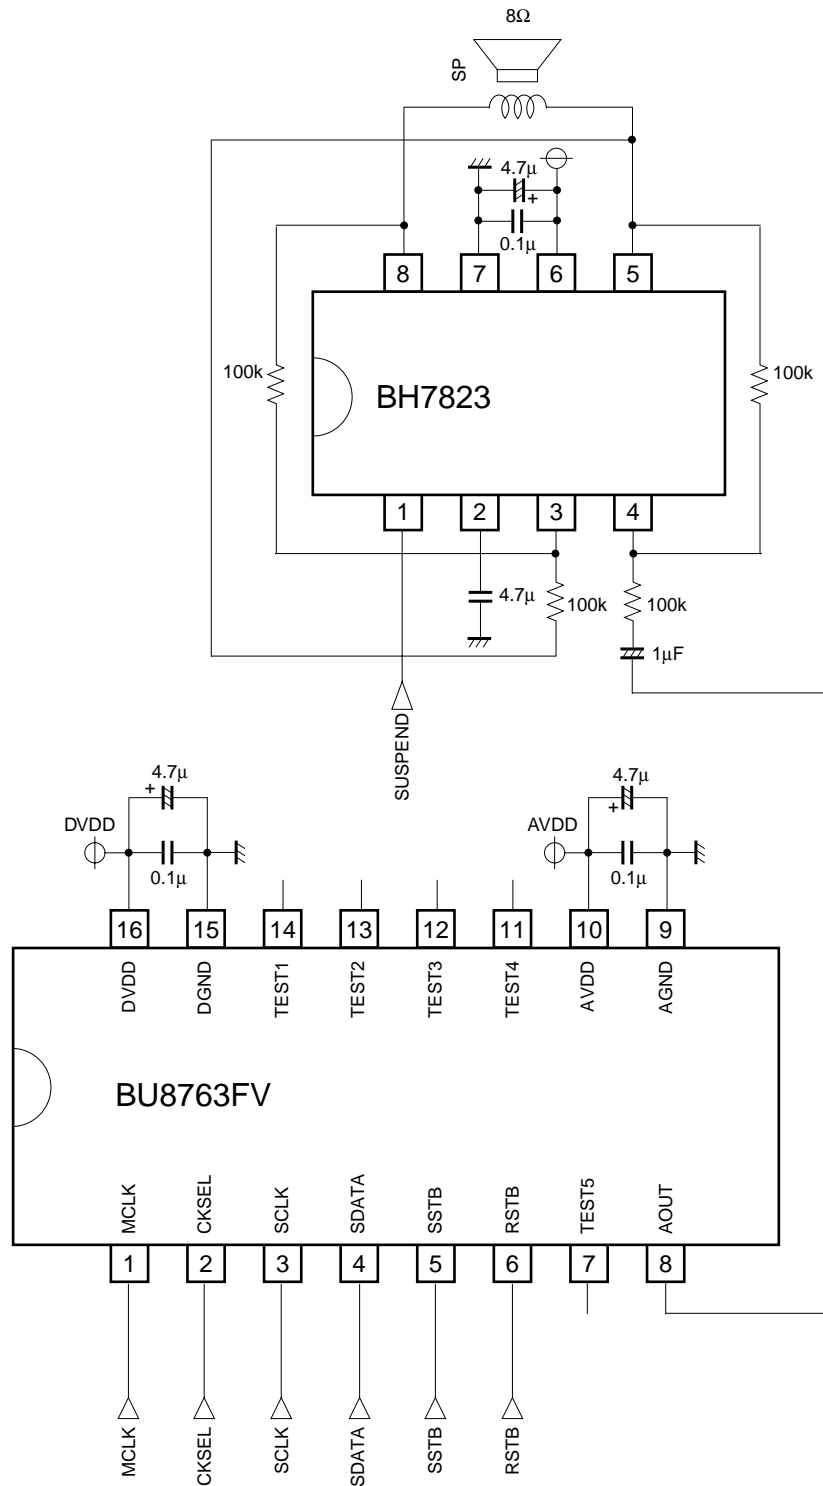 8Ω
SP
4.7µ
+
0.1µ
8
7
6
5
100k
100k
BH7823
1
2
3
4
4.7µ
100k
100k
1µF
SUSPEND
4.7µ
+
DVDD
0.1µ
4.7µ
+
AVDD
0.1µ
16
15
14
13
12
11
10
9
DVDD
DGND
TEST1
TEST2
TEST3
TEST4
AVDD
AGND
BU8763FV
MCLK
CKSEL
SCLK
SDATA
SSTB
RSTB
TEST5
AOUT
1
2
3
4
5
6
7
8
MCLK
CKSEL
SCLK
SDATA
SSTB
RSTB